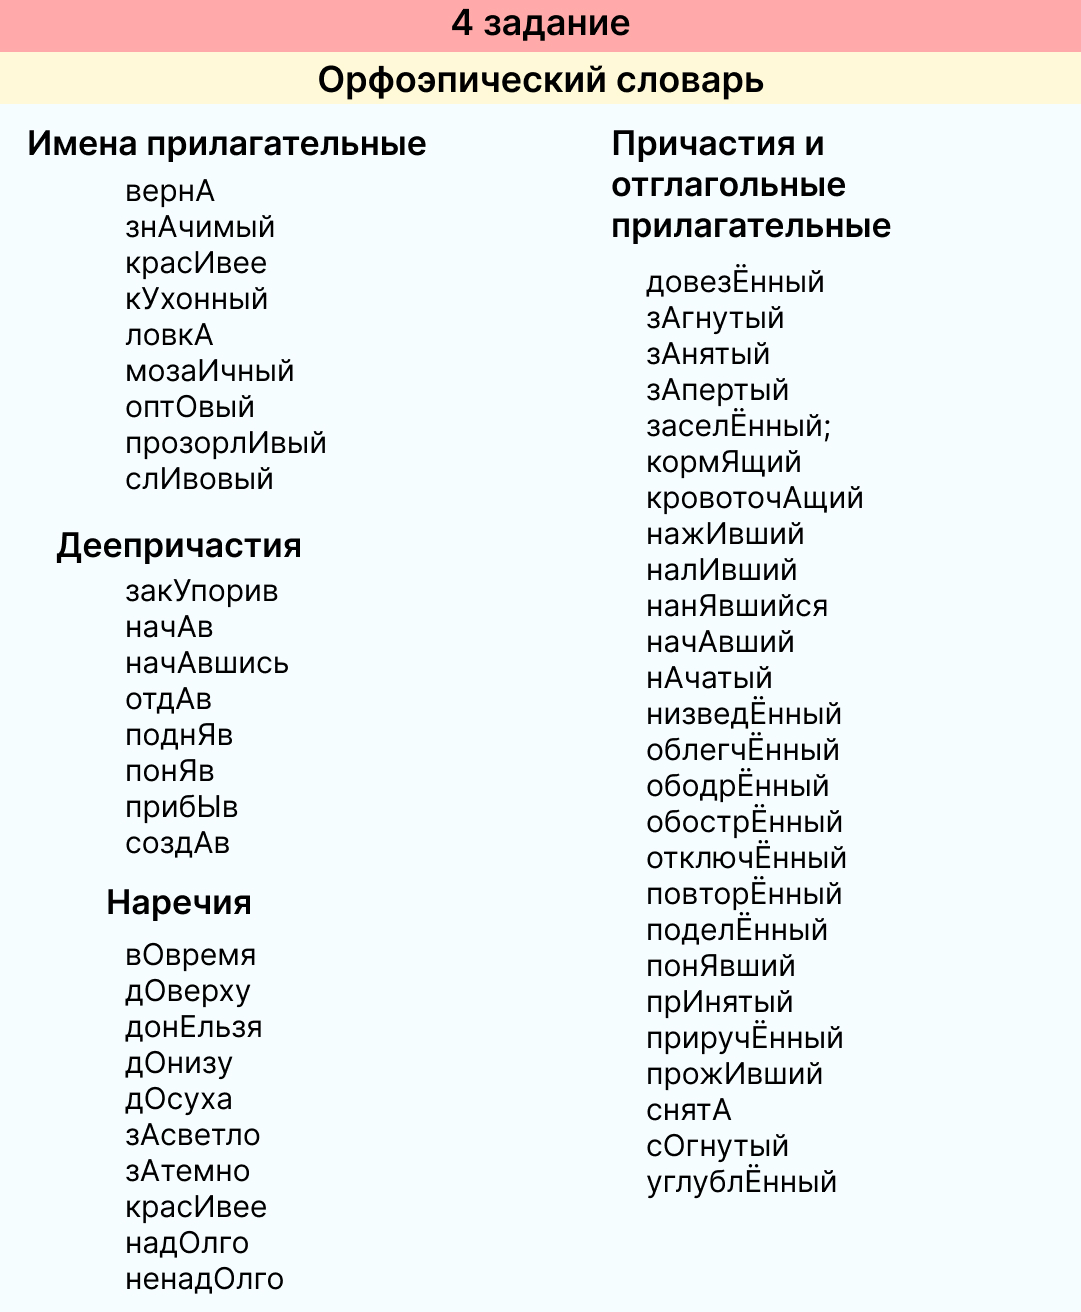 4 задание
Орфоэпический словарь
Имена прилагательные
вернА
знАчимый
красИвее
кУхонный
ловкА
мозаИчный
оптОвый
прозорлИвый
слИвовый
Деепричастия
закУпорив
начАв
начАвшись
отдАв
поднЯв
понЯв
прибЫв
создАв
Наречия
вОвремя
дОверху
донЕльзя
дОнизу
дОсуха
зАсветло
зАтемно
красИвее
надОлго
ненадОлго
Причастия и
отглагольные
прилагательные
довезЁнный
зАгнутый
зАнятый
зАпертый
заселЁнный;
кормЯщий
кровоточАщий
нажИвший
налИвший
нанЯвшийся
начАвший
нАчатый
низведЁнный
облегчЁнный
ободрЁнный
обострЁнный
отключЁнный
повторЁнный
поделЁнный
понЯвший
прИнятый
приручЁнный
прожИвший
снятА
сОгнутый
углублЁнный